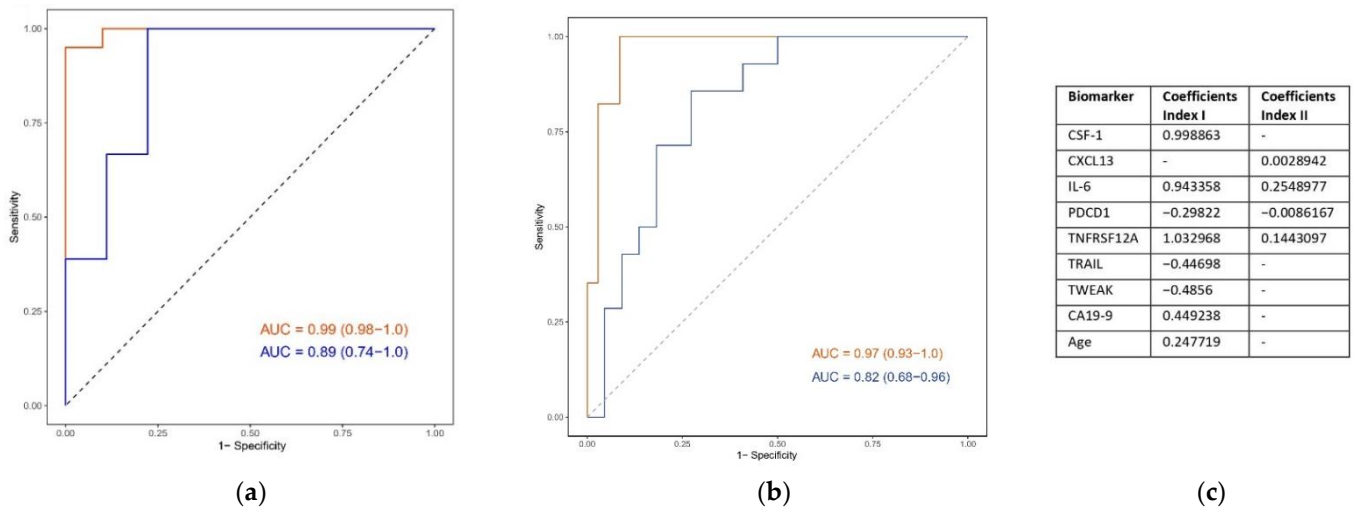 1.00
0.75
0.50
0.25
0.00
Sensitivity
AUC = 0.99 (0.98−1.0)
AUC = 0.89 (0.74−1.0)
0.00 0.25 0.50 0.75 1.00
1− Specificity
(a)
1.00
0.75
0.50
0.25
0.00
Sensitivity
AUC = 0.97 (0.93−1.0)
AUC = 0.82 (0.68−0.96)
0.00 0.25 0.50 0.75 1.00
1− Specificity
(b)
Biomarker Coefficients Index I Coefficients Index II
CSF-1 0.998863 -
CXCL13 - 0.0028942
IL-6 0.943358 0.2548977
PDCD1 −0.29822 −0.0086167
TNFRSF12A 1.032968 0.1443097
TRAIL −0.44698 -
TWEAK −0.4856 -
CA19-9 0.449238 -
Age 0.247719 -
(c)